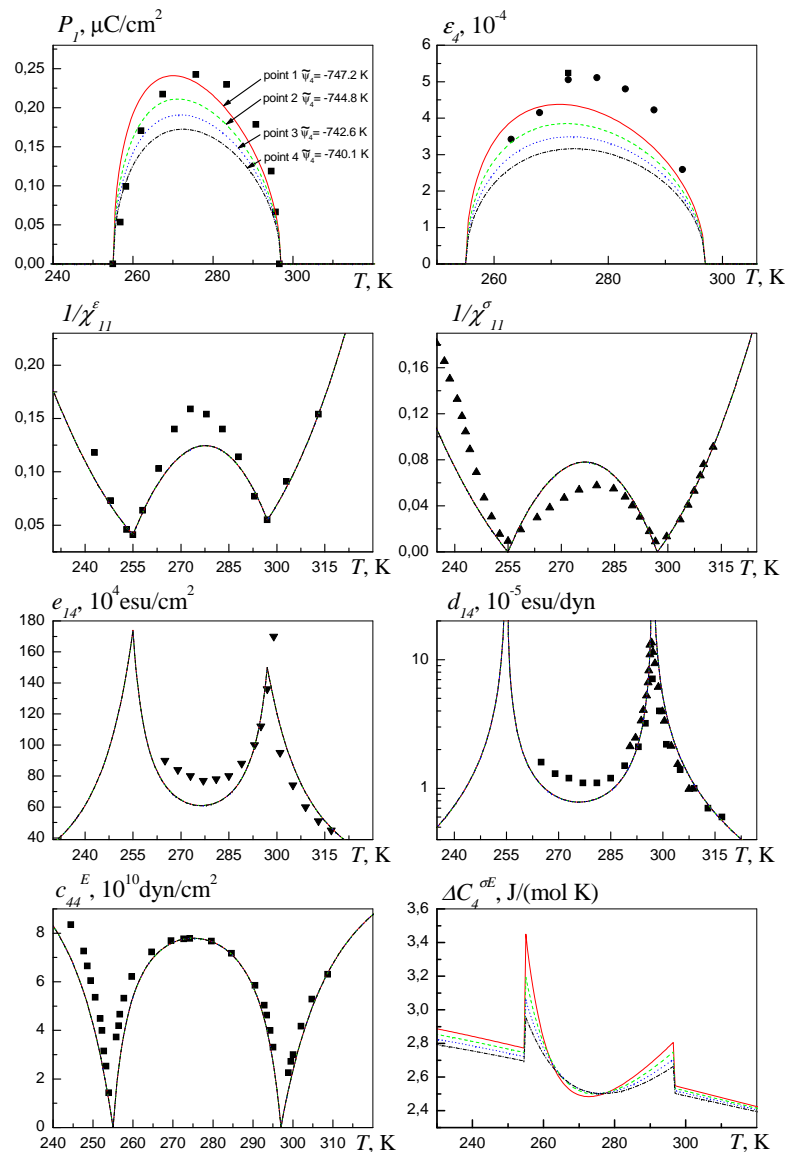 P₁, μC/cm²
0,25
0,20
0,15
0,10
0,05
0,00
240 260 280 300
T, K
point 1 ψ̃₄= -747.2 K
point 2 ψ̃₄= -744.8 K
point 3 ψ̃₄= -742.6 K
point 4 ψ̃₄= -740.1 K
ε₄, 10⁻⁴
6
5
4
3
2
1
0
260 280 300
T, K
1/χ₁₁^ε
0,20
0,15
0,10
0,05
240 255 270 285 300 315
T, K
1/χ₁₁^σ
0,16
0,12
0,08
0,04
0,00
240 255 270 285 300 315
T, K
e₁₄, 10⁴esu/cm²
180
160
140
120
100
80
60
40
240 255 270 285 300 315
T, K
d₁₄, 10⁻⁵esu/dyn
10
1
240 255 270 285 300 315
T, K
c₄₄^E, 10¹⁰dyn/cm²
8
6
4
2
0
240 250 260 270 280 290 300 310
T, K
ΔC₄^σE, J/(mol K)
3,6
3,4
3,2
3,0
2,8
2,6
2,4
240 260 280 300 320
T, K